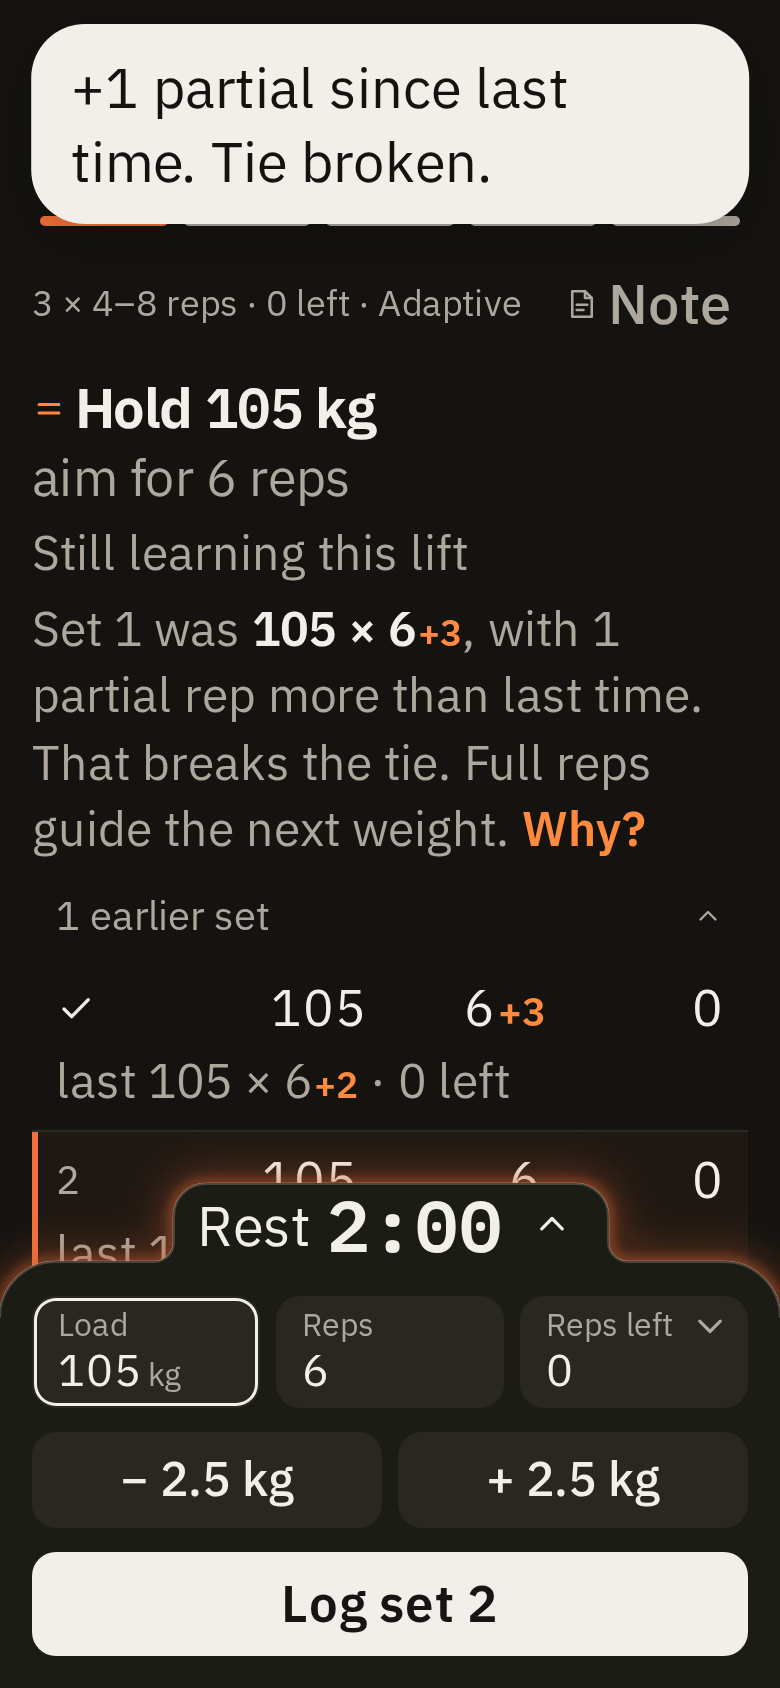 +1 partial since last
time. Tie broken.
3 × 4–8 reps · 0 left · Adaptive
Note
= Hold 105 kg
aim for 6 reps
Still learning this lift
Set 1 was 105 × 6+3, with 1
partial rep more than last time.
That breaks the tie. Full reps
guide the next weight. Why?
1 earlier set
105 6+3 0
last 105 × 6+2 · 0 left
2 105 6 0
last 1
Rest 2:00
Load Reps Reps left
105 kg 6 0
− 2.5 kg + 2.5 kg
Log set 2